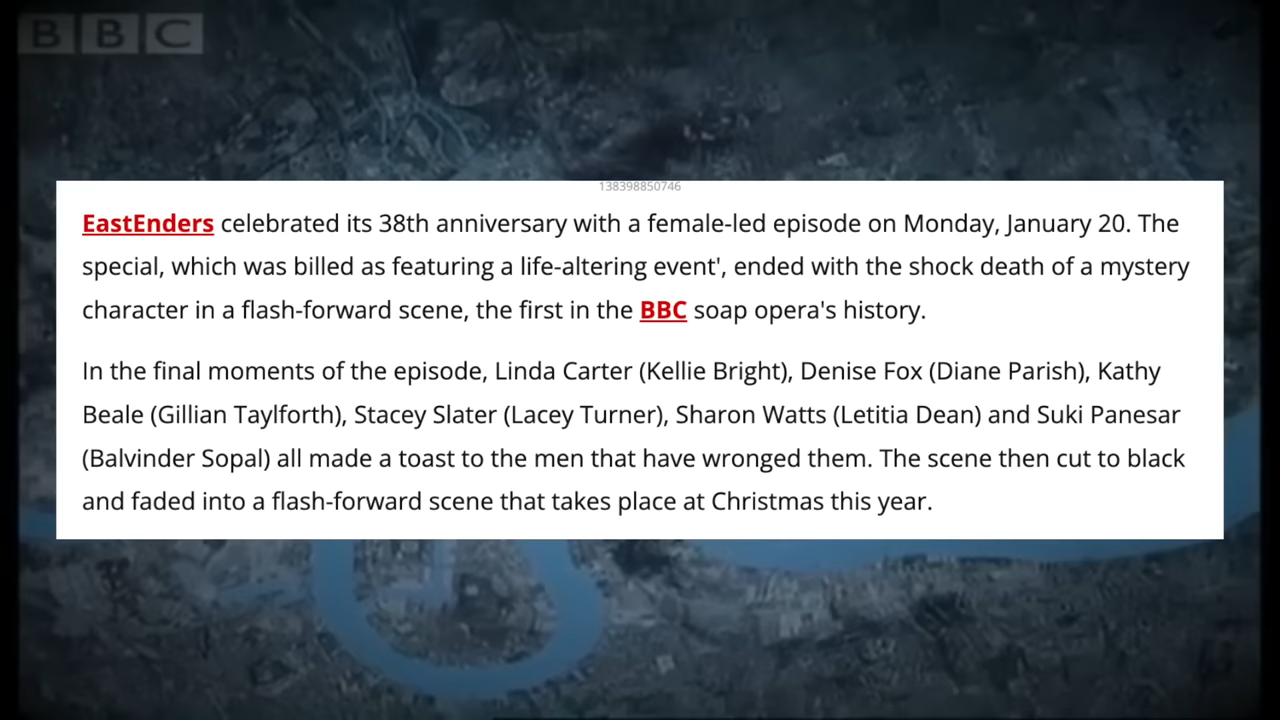 BBC
138398850746
EastEnders celebrated its 38th anniversary with a female-led episode on Monday, January 20. The
special, which was billed as featuring a life-altering event', ended with the shock death of a mystery
character in a flash-forward scene, the first in the BBC soap opera's history.
In the final moments of the episode, Linda Carter (Kellie Bright), Denise Fox (Diane Parish), Kathy
Beale (Gillian Taylforth), Stacey Slater (Lacey Turner), Sharon Watts (Letitia Dean) and Suki Panesar
(Balvinder Sopal) all made a toast to the men that have wronged them. The scene then cut to black
and faded into a flash-forward scene that takes place at Christmas this year.